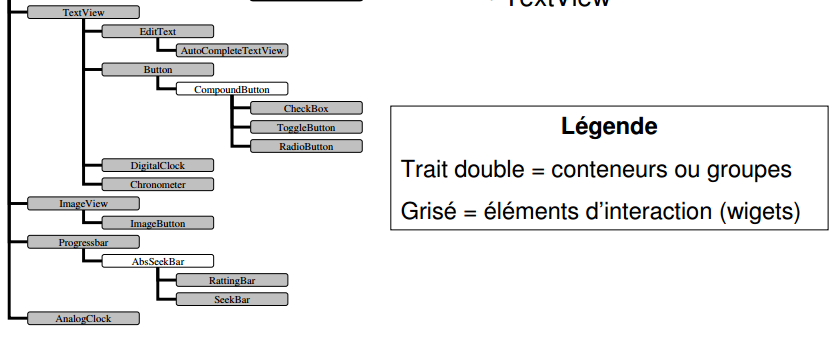 TextView
TextView
EditText
AutoCompleteTextView
Button
CompoundButton
CheckBox
ToggleButton
RadioButton
DigitalClock
Chronometer
ImageView
ImageButton
Progressbar
AbsSeekBar
RattingBar
SeekBar
AnalogClock
Légende
Trait double = conteneurs ou groupes
Grisé = éléments d’interaction (wigets)